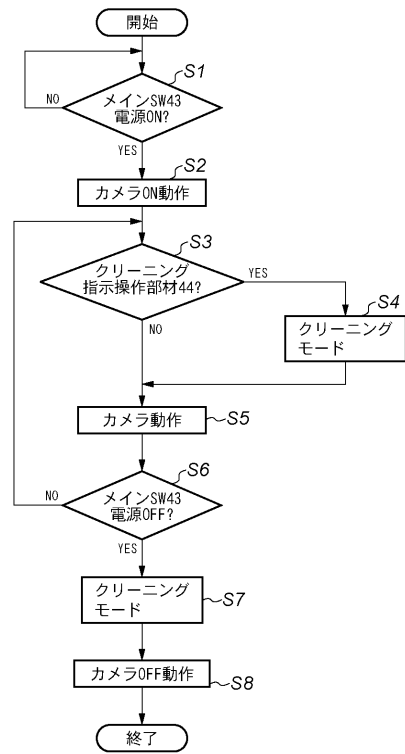 開始
S1
メインSW43
電源ON?
NO
YES
S2
カメラON動作
S3
クリーニング
指示操作部材44?
YES
NO
S4
クリーニング
モード
カメラ動作
S5
S6
メインSW43
電源OFF?
NO
YES
クリーニング
モード
S7
カメラOFF動作
S8
終了